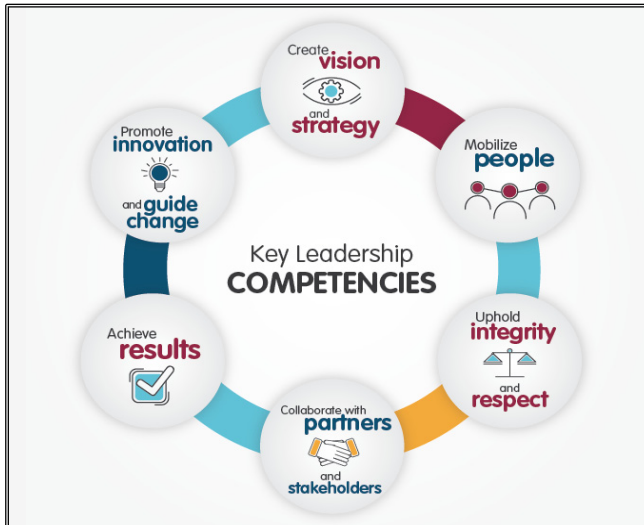 Create
vision
and
strategy
Mobilize
people
Uphold
integrity
and
respect
Collaborate with
partners
and
stakeholders
Achieve
results
Promote
innovation
and guide
change
Key Leadership
COMPETENCIES